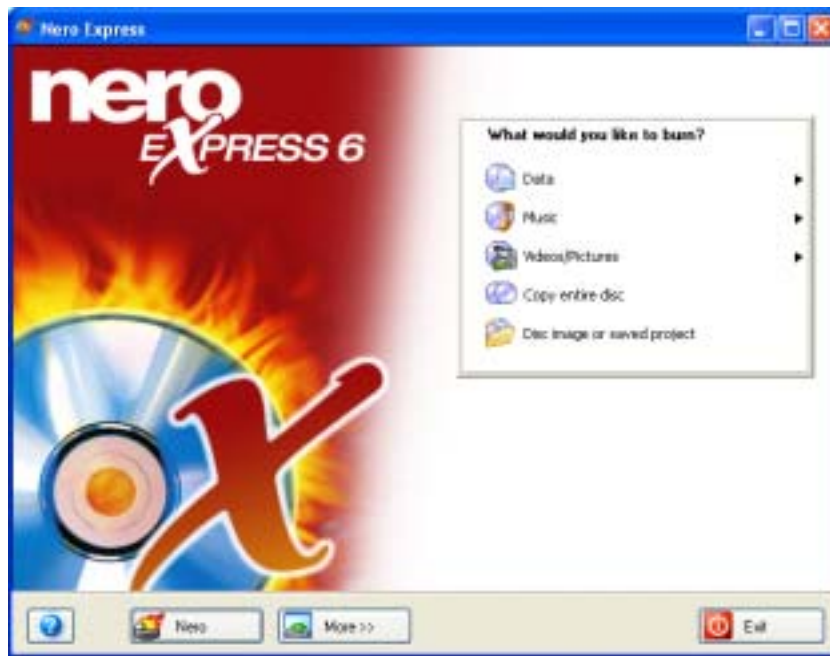 Nero Express
nero
EXPRESS 6
What would you like to burn?
Data
Music
Videos/Pictures
Copy entire disc
Disc image or saved project
Nero
More >>
Exit